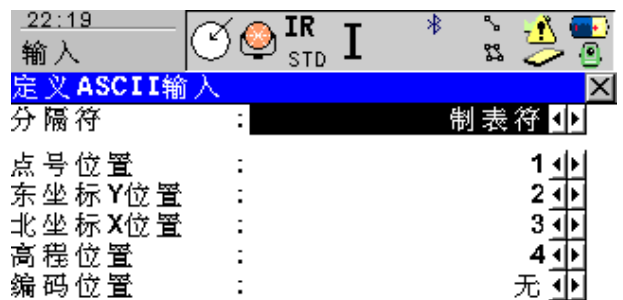 22:19
输入
IR
STD
I
定义ASCII输入
分隔符 : 制表符
点号位置 : 1
东坐标Y位置 : 2
北坐标X位置 : 3
高程位置 : 4
编码位置 : 无